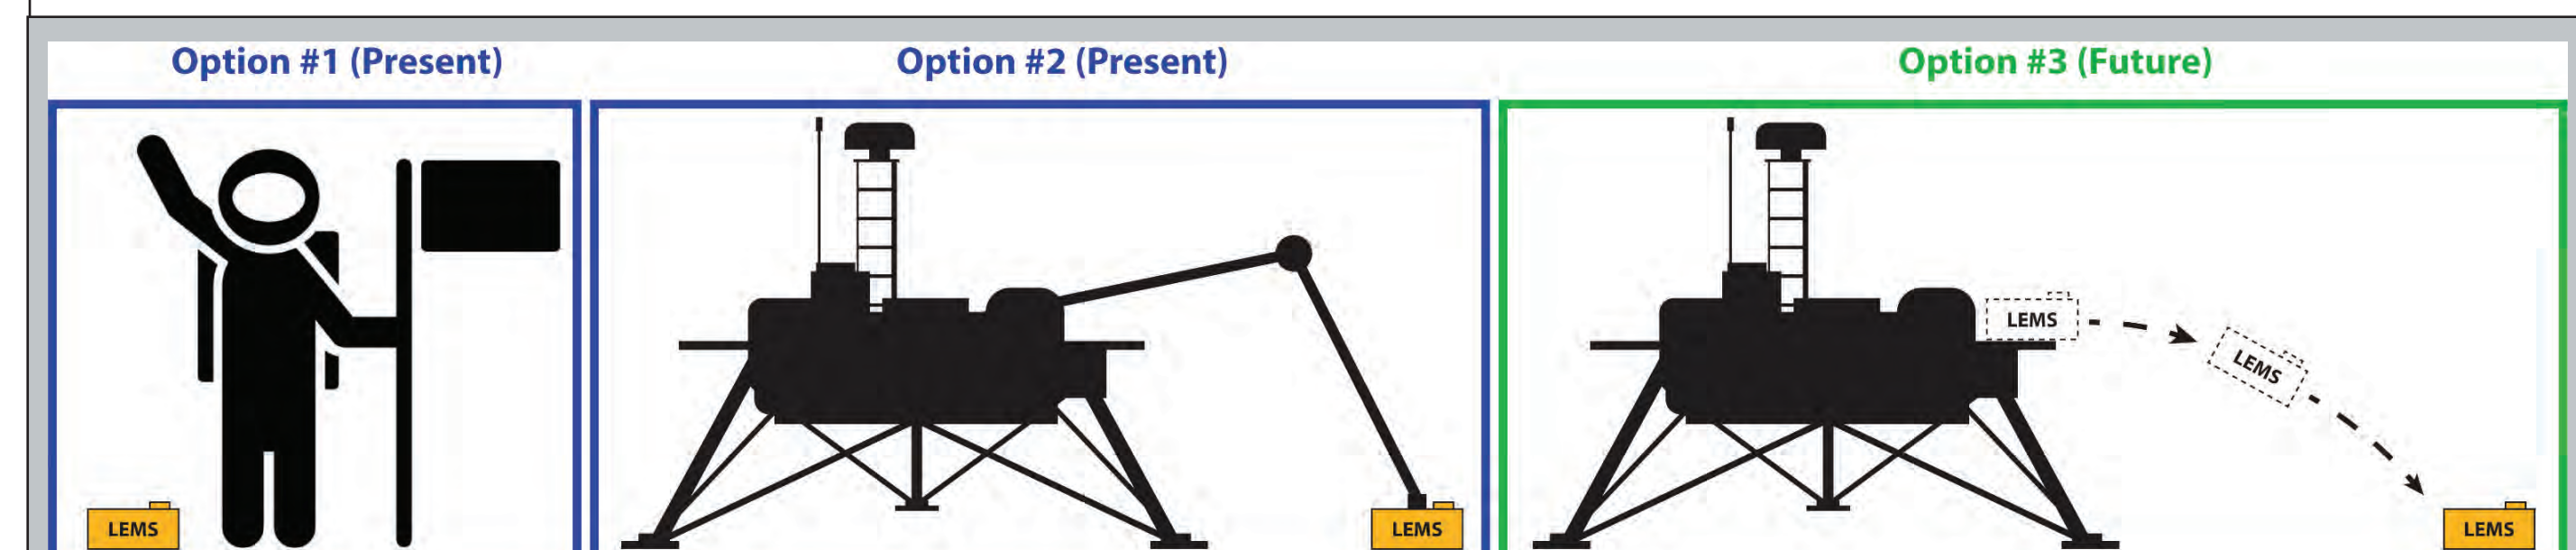 Option #1 (Present)
Option #2 (Present)
Option #3 (Future)
LEMS
LEMS
LEMS
LEMS
LEMS